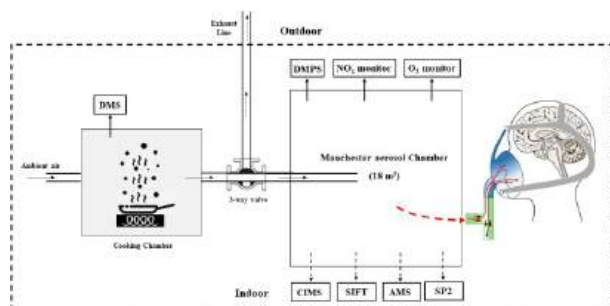 Exhaust
Line
Outdoor
DMPS
NO₂ monitor
O₃ monitor
DMS
Ambient air
Manchester aerosol Chamber
(18 m³)
3-way valve
Cooking Chamber
Indoor
CIMS
SIFT
AMS
SP2